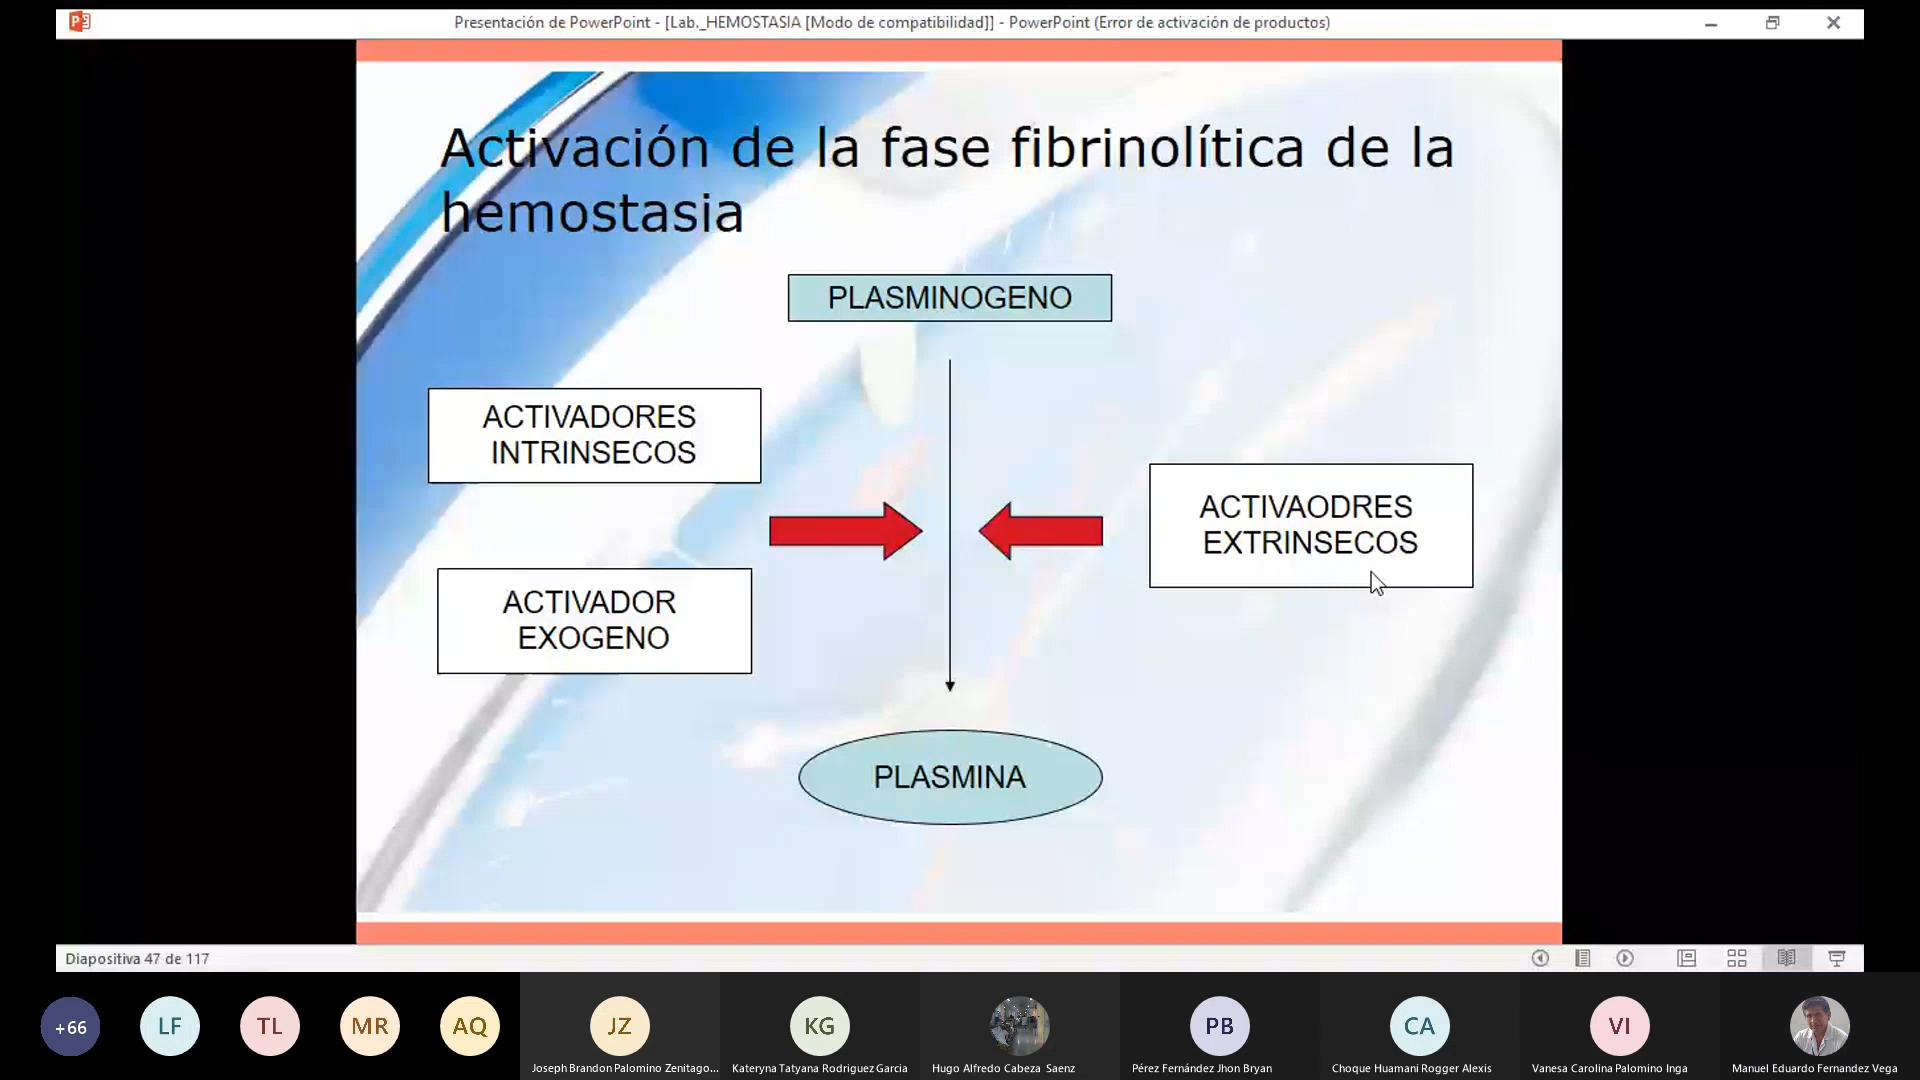 Presentación de PowerPoint - [Lab._HEMOSTASIA [Modo de compatibilidad]] - PowerPoint (Error de activación de productos)
Activación de la fase fibrinolítica de la
hemostasia
PLASMINOGENO
ACTIVADORES
INTRINSECOS
ACTIVAODRES
EXTRINSECOS
ACTIVADOR
EXOGENO
PLASMINA
Diapositiva 47 de 117
+66
LF
TL
MR
AQ
JZ
KG
PB
CA
VI
Joseph Brandon Palomino Zenitago...
Kateryna Tatyana Rodriguez Garcia
Hugo Alfredo Cabeza Saenz
Pérez Fernández Jhon Bryan
Choque Huamani Rogger Alexis
Vanesa Carolina Palomino Inga
Manuel Eduardo Fernandez Vega